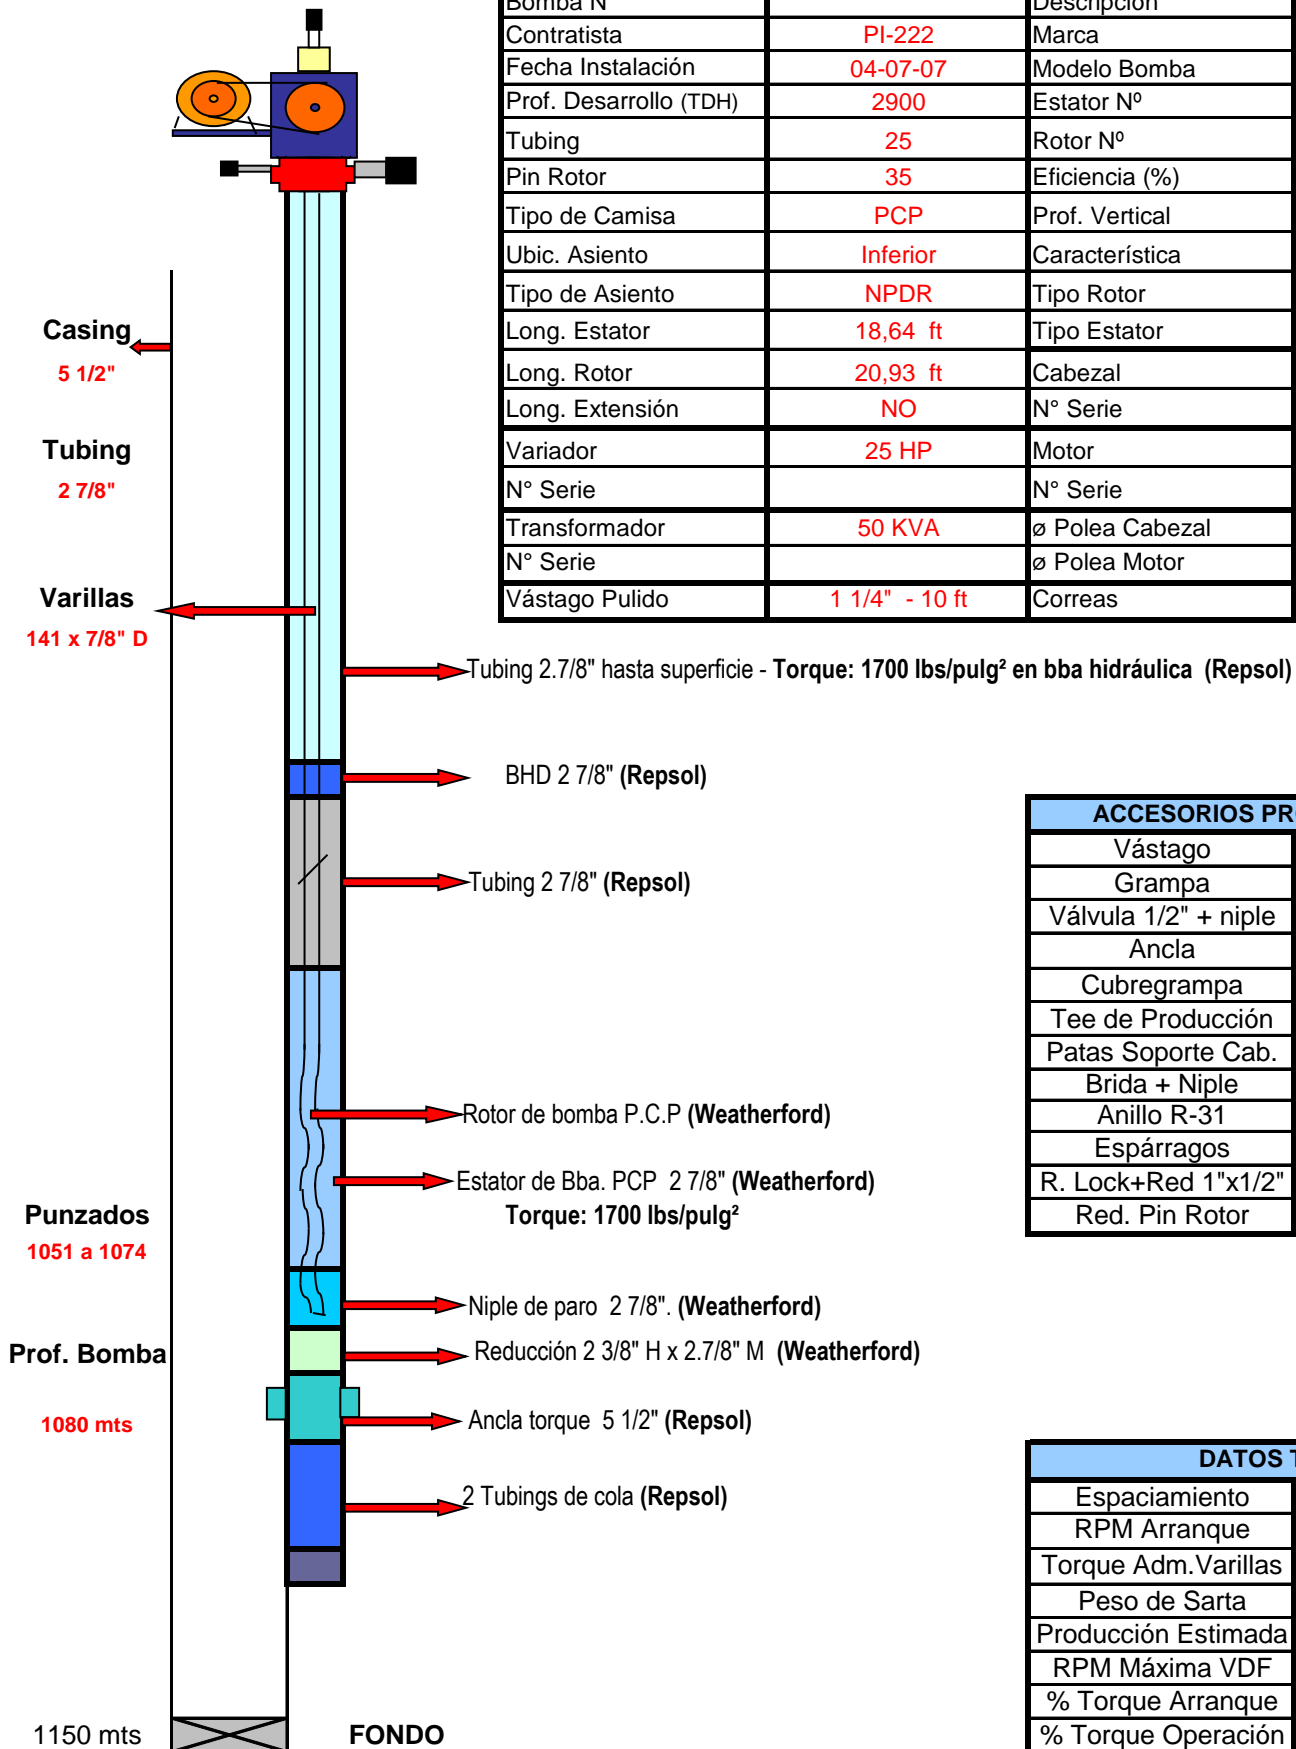 Bomba N° Descripción
Contratista PI-222 Marca
Fecha Instalación 04-07-07 Modelo Bomba
Prof. Desarrollo (TDH) 2900 Estator Nº
Tubing 25 Rotor Nº
Pin Rotor 35 Eficiencia (%)
Tipo de Camisa PCP Prof. Vertical
Ubic. Asiento Inferior Característica
Tipo de Asiento NPDR Tipo Rotor
Long. Estator 18,64 ft Tipo Estator
Long. Rotor 20,93 ft Cabezal
Long. Extensión NO N° Serie
Variador 25 HP Motor
N° Serie N° Serie
Transformador 50 KVA ø Polea Cabezal
N° Serie ø Polea Motor
Vástago Pulido 1 1/4" - 10 ft Correas
Casing
5 1/2"
Tubing
2 7/8"
Varillas
141 x 7/8" D
Tubing 2.7/8" hasta superficie - Torque: 1700 lbs/pulg² en bba hidráulica (Repsol)
BHD 2 7/8" (Repsol)
Tubing 2 7/8" (Repsol)
ACCESORIOS PR
Vástago
Grampa
Válvula 1/2" + niple
Ancla
Cubregrampa
Tee de Producción
Patas Soporte Cab.
Brida + Niple
Anillo R-31
Espárragos
R. Lock+Red 1"x1/2"
Red. Pin Rotor
Rotor de bomba P.C.P (Weatherford)
Estator de Bba. PCP 2 7/8" (Weatherford)
Torque: 1700 lbs/pulg²
Punzados
1051 a 1074
Niple de paro 2 7/8". (Weatherford)
Prof. Bomba
Reducción 2 3/8" H x 2.7/8" M (Weatherford)
1080 mts
Ancla torque 5 1/2" (Repsol)
2 Tubings de cola (Repsol)
DATOS T
Espaciamiento
RPM Arranque
Torque Adm.Varillas
Peso de Sarta
Producción Estimada
RPM Máxima VDF
% Torque Arranque
% Torque Operación
1150 mts FONDO